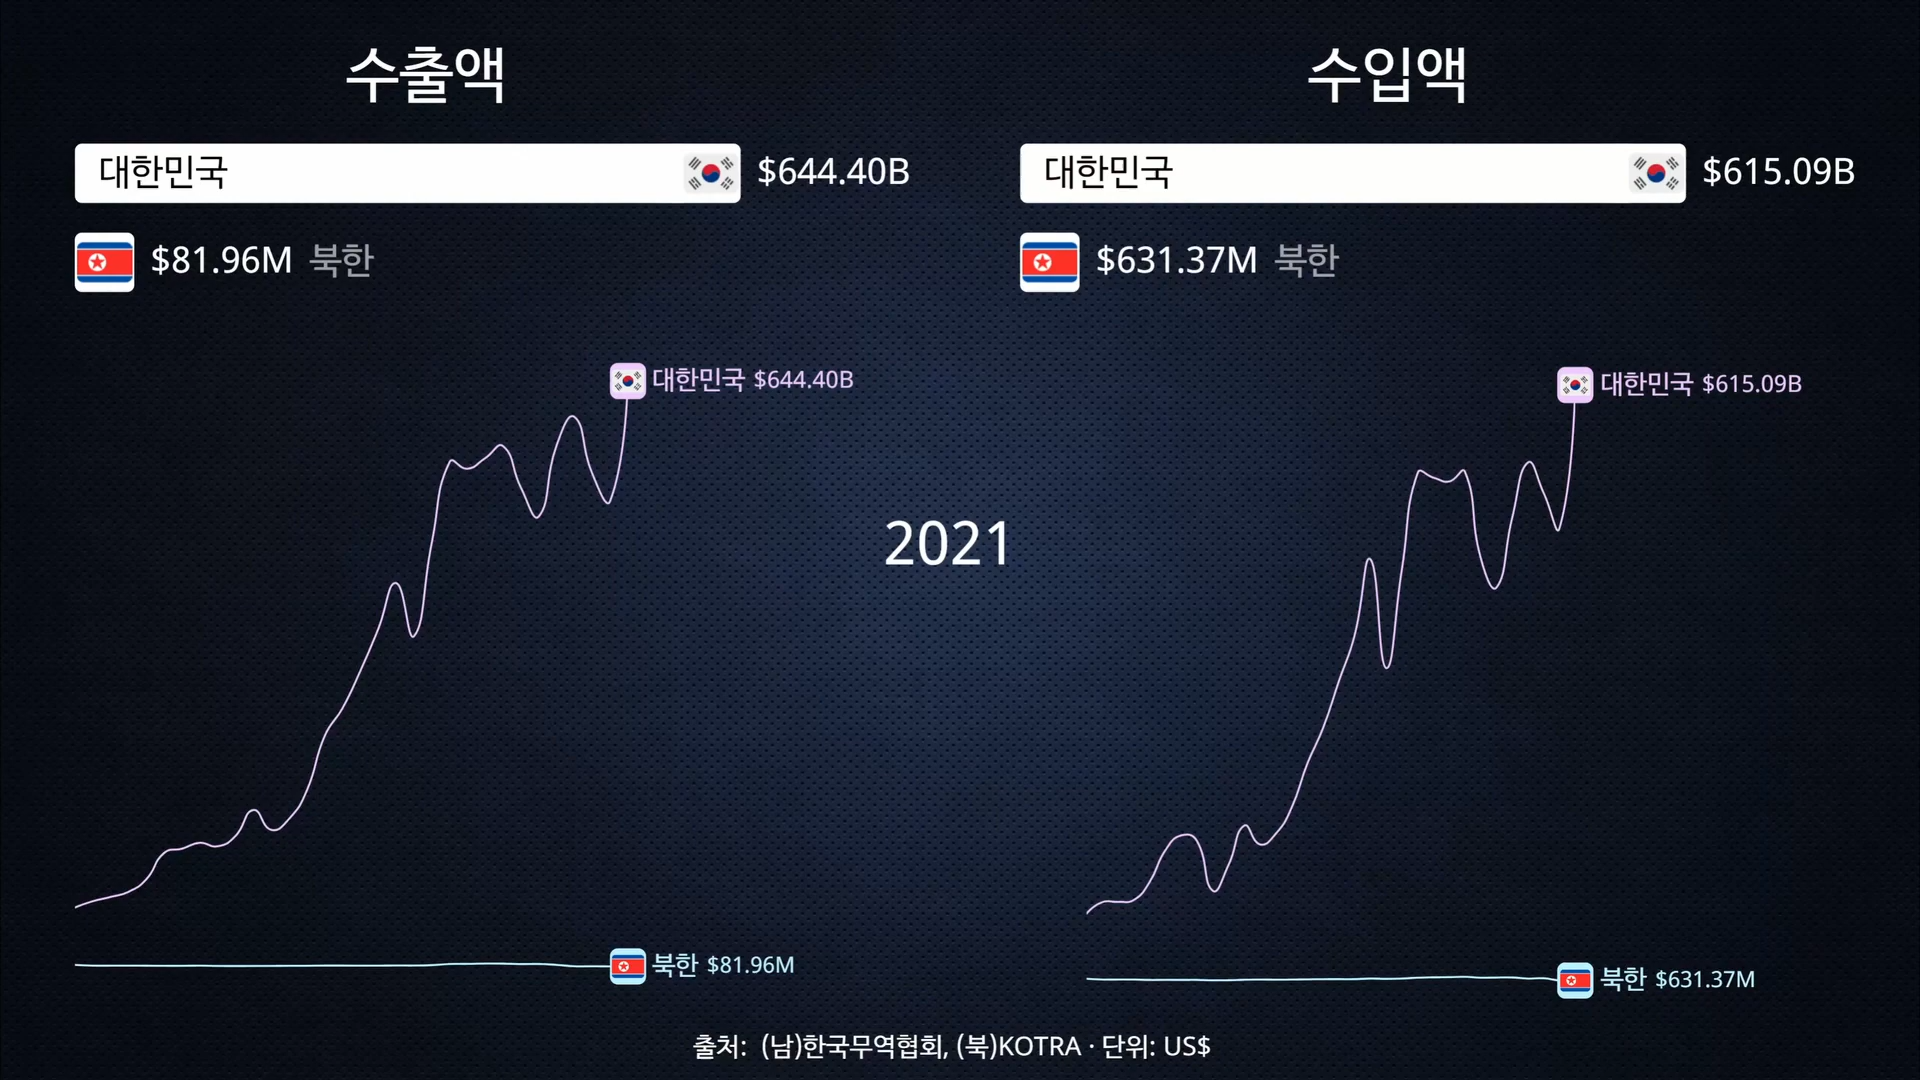 수출액
대한민국 $644.40B
$81.96M 북한
수입액
대한민국 $615.09B
$631.37M 북한
대한민국 $644.40B
대한민국 $615.09B
2021
북한 $81.96M
북한 $631.37M
출처: (남)한국무역협회, (북)KOTRA · 단위: US$